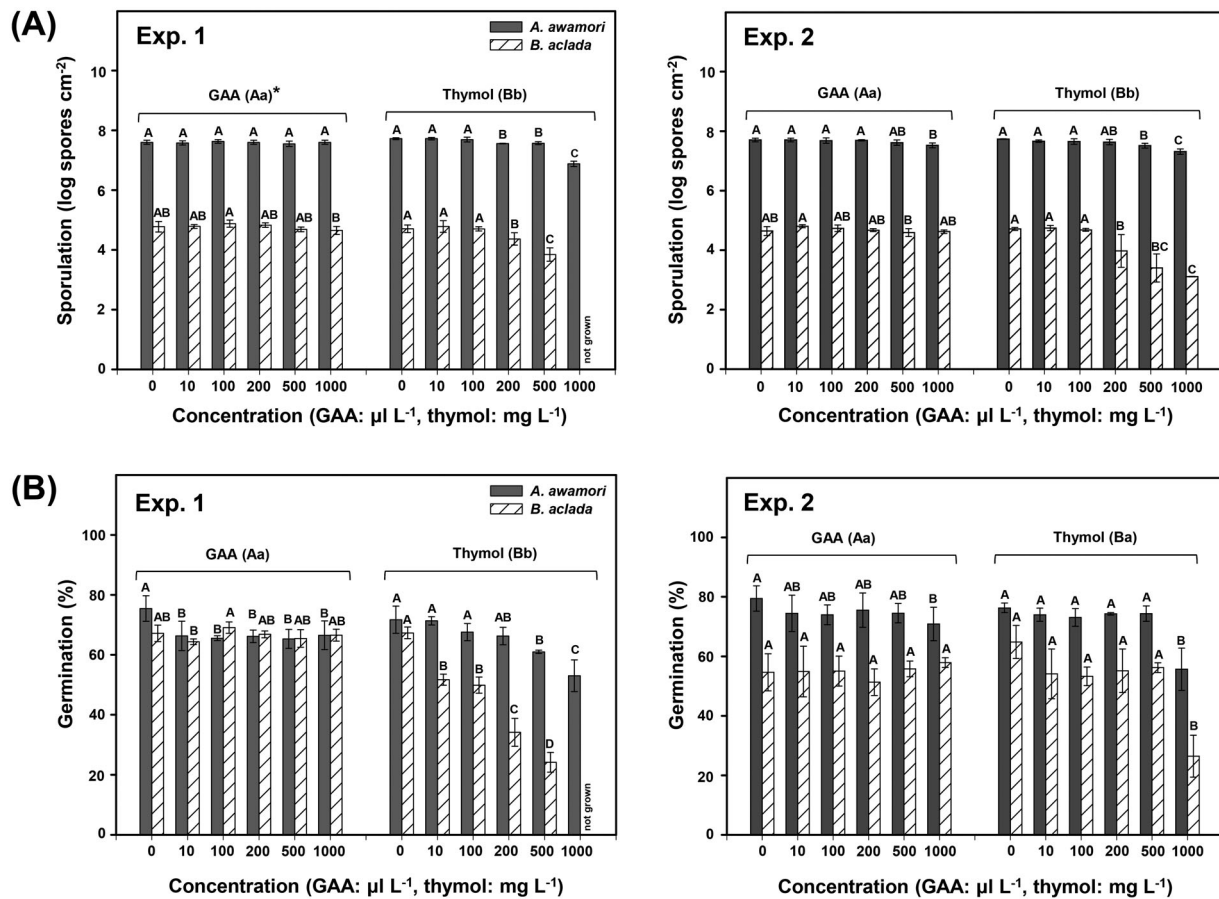 (A)
Exp. 1
A. awamori
B. aclada
GAA (Aa)*
Thymol (Bb)
A A A A A A
A A A B B C
AB AB A AB AB B
A A A B C
not grown
10
8
6
4
2
0
Sporulation (log spores cm-2)
0 10 100 200 500 1000 0 10 100 200 500 1000
Concentration (GAA: µl L-1, thymol: mg L-1)
Exp. 2
GAA (Aa)
Thymol (Bb)
A A A A AB B
A A A AB B C
AB A AB AB B AB
A A A B BC C
10
8
6
4
2
0
Sporulation (log spores cm-2)
0 10 100 200 500 1000 0 10 100 200 500 1000
Concentration (GAA: µl L-1, thymol: mg L-1)
(B)
Exp. 1
A. awamori
B. aclada
GAA (Aa)
Thymol (Bb)
A B B B B B
AB B A AB AB AB
A A AB AB B C
A B B C D
not grown
100
80
60
40
20
0
Germination (%)
0 10 100 200 500 1000 0 10 100 200 500 1000
Concentration (GAA: µl L-1, thymol: mg L-1)
Exp. 2
GAA (Aa)
Thymol (Ba)
A AB AB AB AB B
A A A A A A
A A A A A B
A A A A A B
100
80
60
40
20
0
Germination (%)
0 10 100 200 500 1000 0 10 100 200 500 1000
Concentration (GAA: µl L-1, thymol: mg L-1)